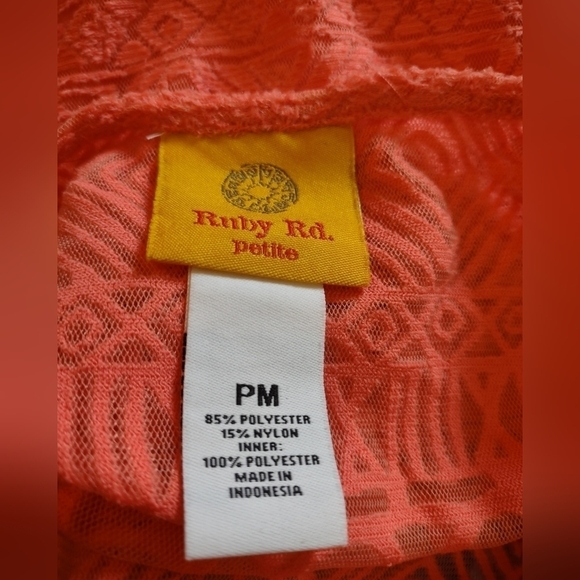 Ruby Rd.
petite
PM
85% POLYESTER
15% NYLON
INNER:
100% POLYESTER
MADE IN
INDONESIA